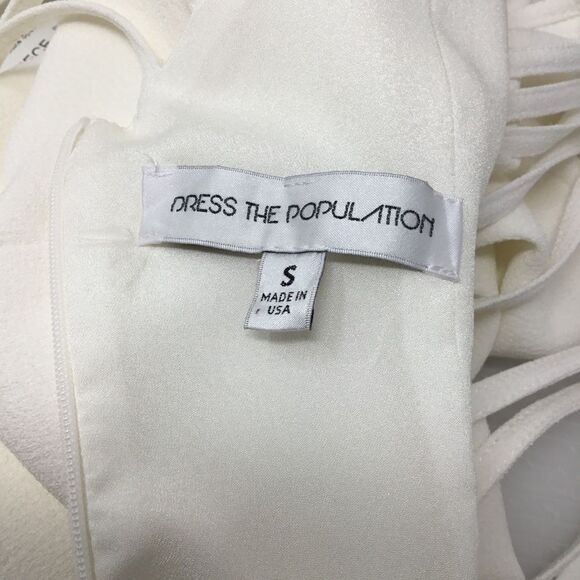 DRESS THE POPULATION
S
MADE IN
USA